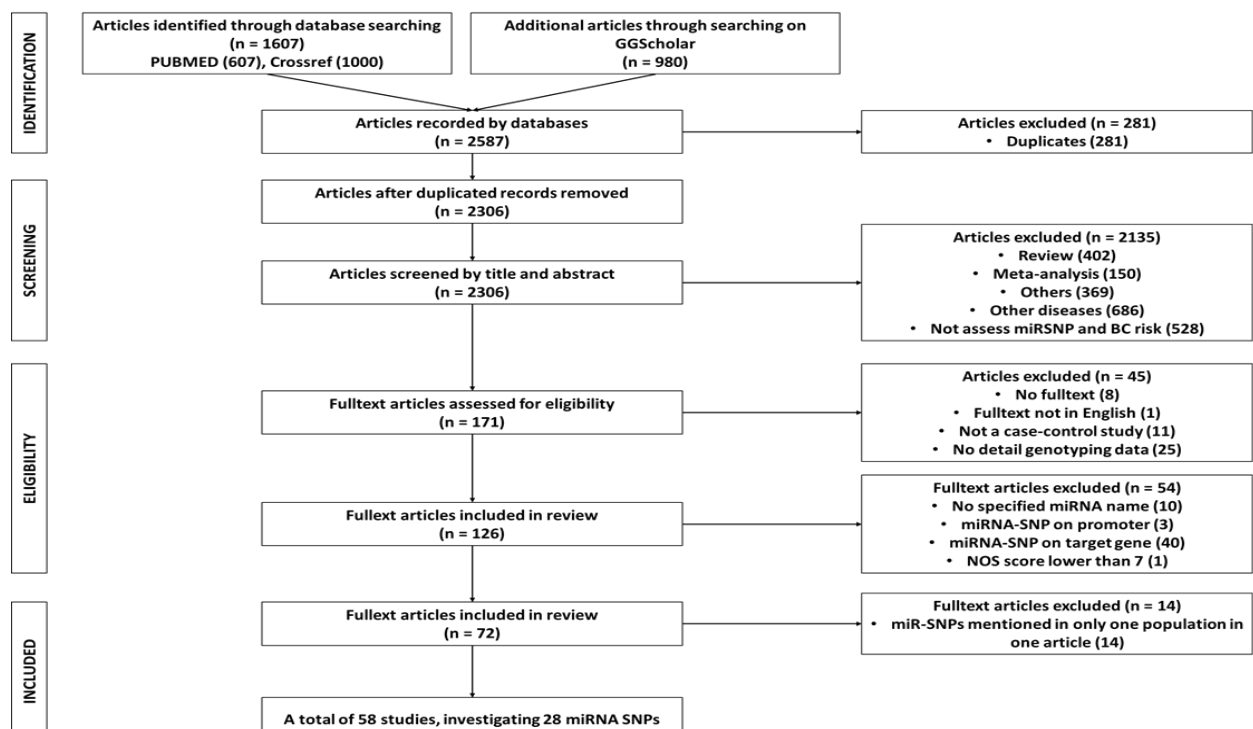 IDENTIFICATION
Articles identified through database searching
(n = 1607)
PUBMED (607), Crossref (1000)
Additional articles through searching on
GGScholar
(n = 980)
Articles recorded by databases
(n = 2587)
Articles excluded (n = 281)
• Duplicates (281)
SCREENING
Articles after duplicated records removed
(n = 2306)
Articles screened by title and abstract
(n = 2306)
Articles excluded (n = 2135)
• Review (402)
• Meta-analysis (150)
• Others (369)
• Other diseases (686)
• Not assess miRSNP and BC risk (528)
ELIGIBILITY
Fulltext articles assessed for eligibility
(n = 171)
Articles excluded (n = 45)
• No fulltext (8)
• Fulltext not in English (1)
• Not a case-control study (11)
• No detail genotyping data (25)
Fullext articles included in review
(n = 126)
Fulltext articles excluded (n = 54)
• No specified miRNA name (10)
• miRNA-SNP on promoter (3)
• miRNA-SNP on target gene (40)
• NOS score lower than 7 (1)
INCLUDED
Fullext articles included in review
(n = 72)
Fulltext articles excluded (n = 14)
• miR-SNPs mentioned in only one population in
one article (14)
A total of 58 studies, investigating 28 miRNA SNPs